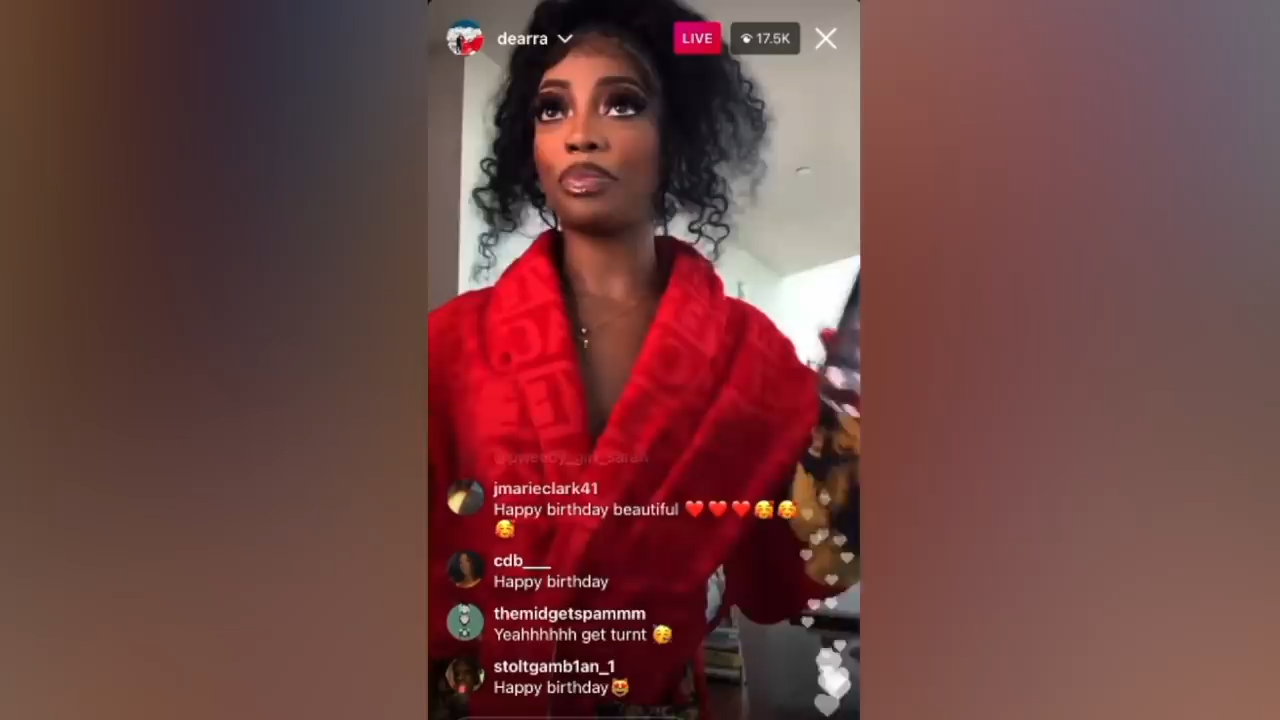 dearra
LIVE
17.5K
jmarieclark41
Happy birthday beautiful ❤️❤️❤️🥰🥰
🥰
cdb___
Happy birthday
themidgetspammm
Yeahhhhhh get turnt 🥳
stoltgamb1an_1
Happy birthday😻